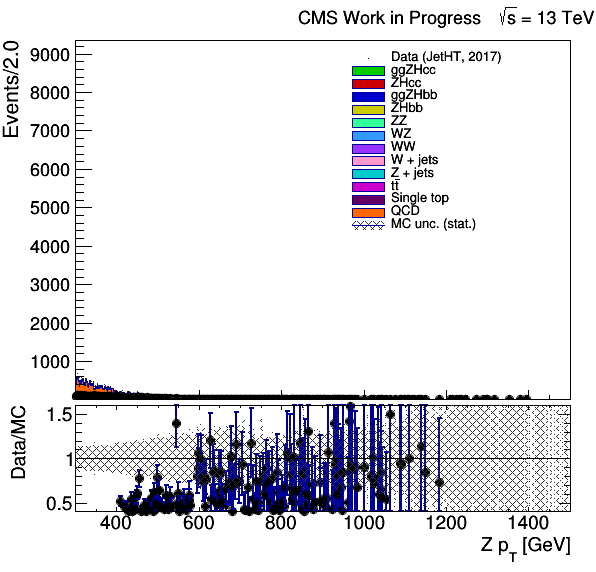 CMS Work in Progress √s = 13 TeV
Events/2.0
9000
8000
7000
6000
5000
4000
3000
2000
1000
Data (JetHT, 2017)
ggZHcc
ZHcc
ggZHbb
ZHbb
ZZ
WZ
WW
W + jets
Z + jets
tt̄
Single top
QCD
MC unc. (stat.)
Data/MC
1.5
1
0.5
400 600 800 1000 1200 1400
Z pT [GeV]